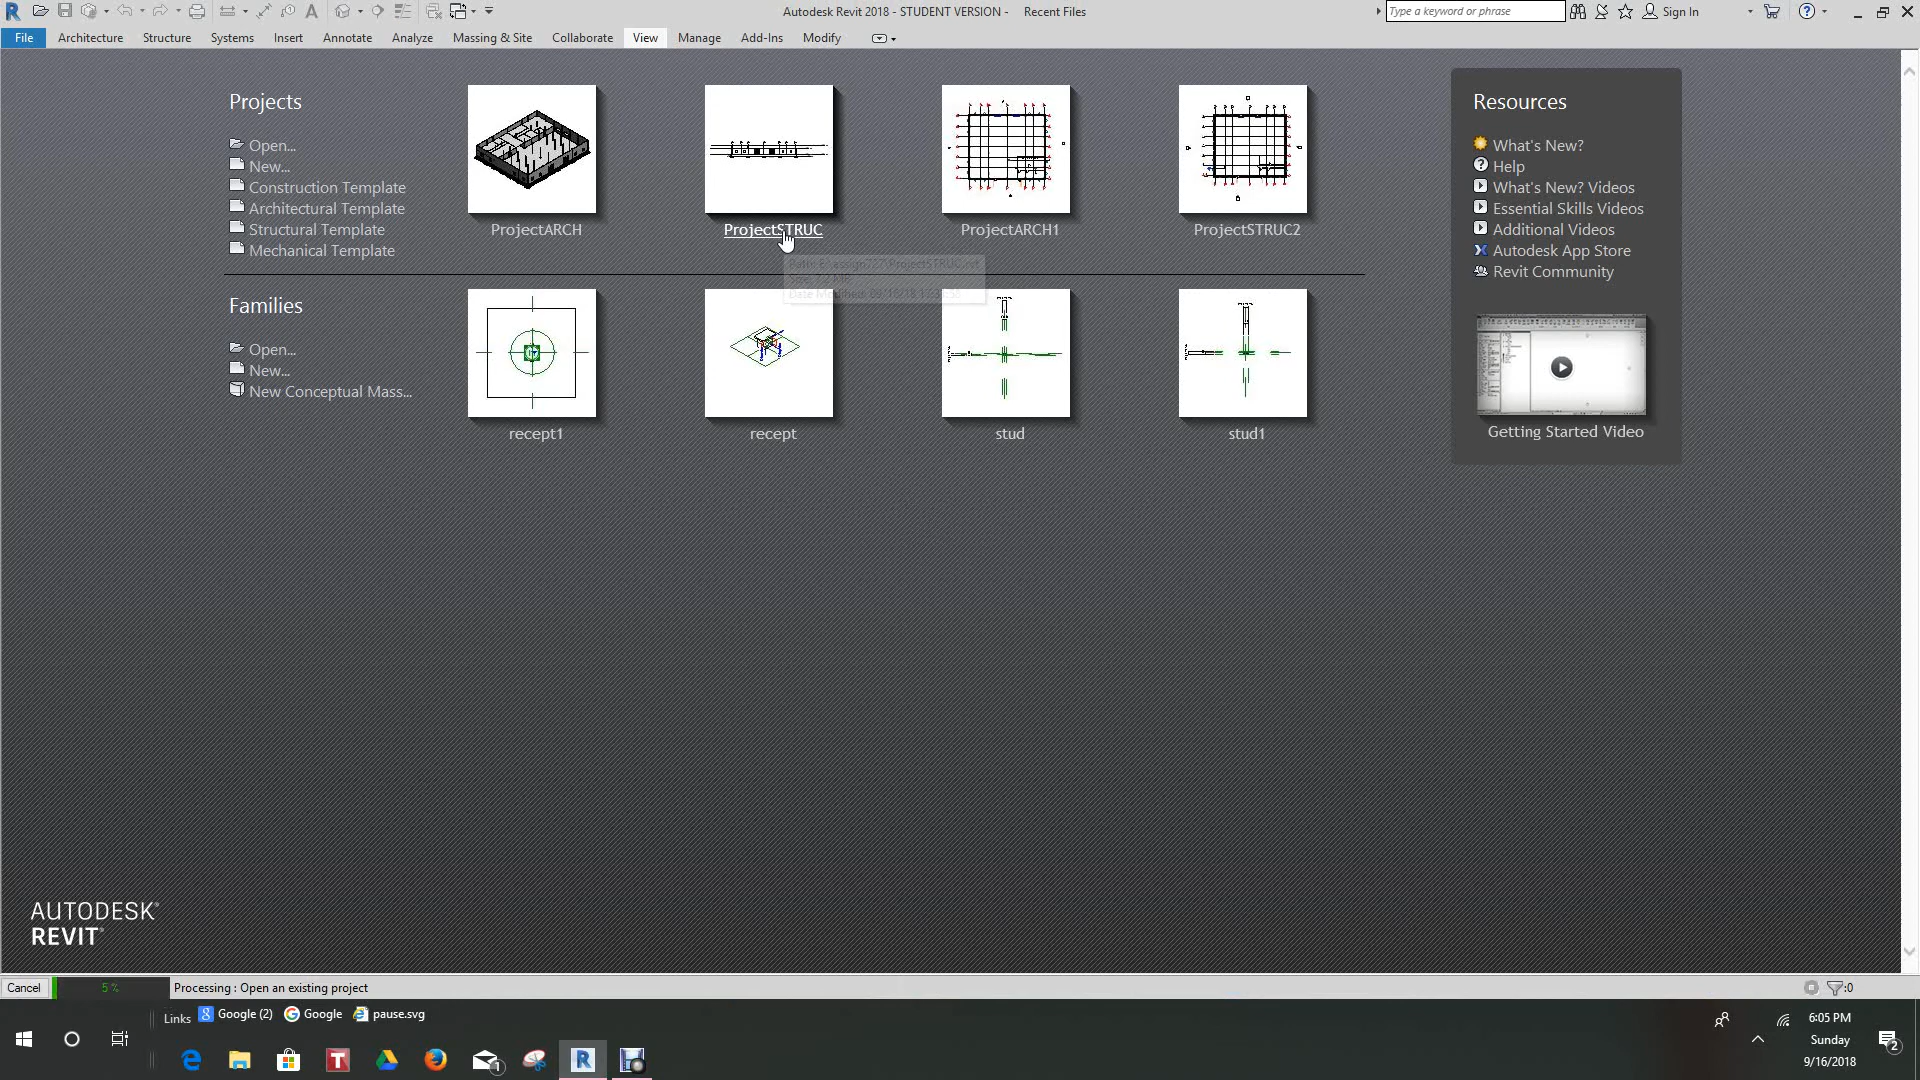 Autodesk Revit 2018 - STUDENT VERSION - Recent Files
Type a keyword or phrase
Sign In
File Architecture Structure Systems Insert Annotate Analyze Massing & Site Collaborate View Manage Add-Ins Modify
Projects
Open...
New...
Construction Template
Architectural Template
Structural Template
Mechanical Template
ProjectARCH
ProjectSTRUC
ProjectARCH1
ProjectSTRUC2
Families
Open...
New...
New Conceptual Mass...
recept1
recept
stud
stud1
Resources
What's New?
Help
What's New? Videos
Essential Skills Videos
Additional Videos
Autodesk App Store
Revit Community
Getting Started Video
AUTODESK®
REVIT®
Cancel
5 %
Processing : Open an existing project
:0
Links Google (2) Google pause.svg
6:05 PM
Sunday
9/16/2018
1
2